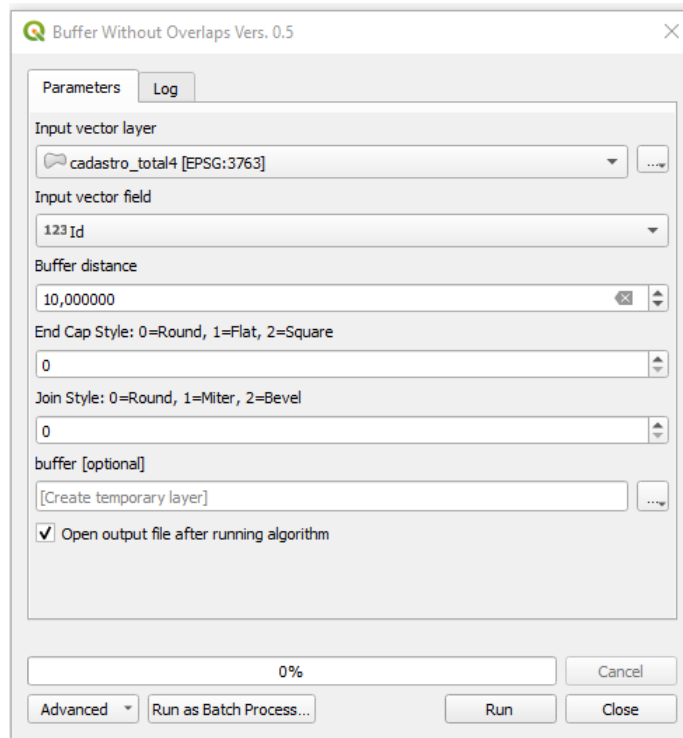 Buffer Without Overlaps Vers. 0.5
Parameters Log
Input vector layer
cadastro_total4 [EPSG:3763]
...
Input vector field
123 Id
Buffer distance
10,000000
End Cap Style: 0=Round, 1=Flat, 2=Square
0
Join Style: 0=Round, 1=Miter, 2=Bevel
0
buffer [optional]
[Create temporary layer]
...
Open output file after running algorithm
0% Cancel
Advanced Run as Batch Process... Run Close